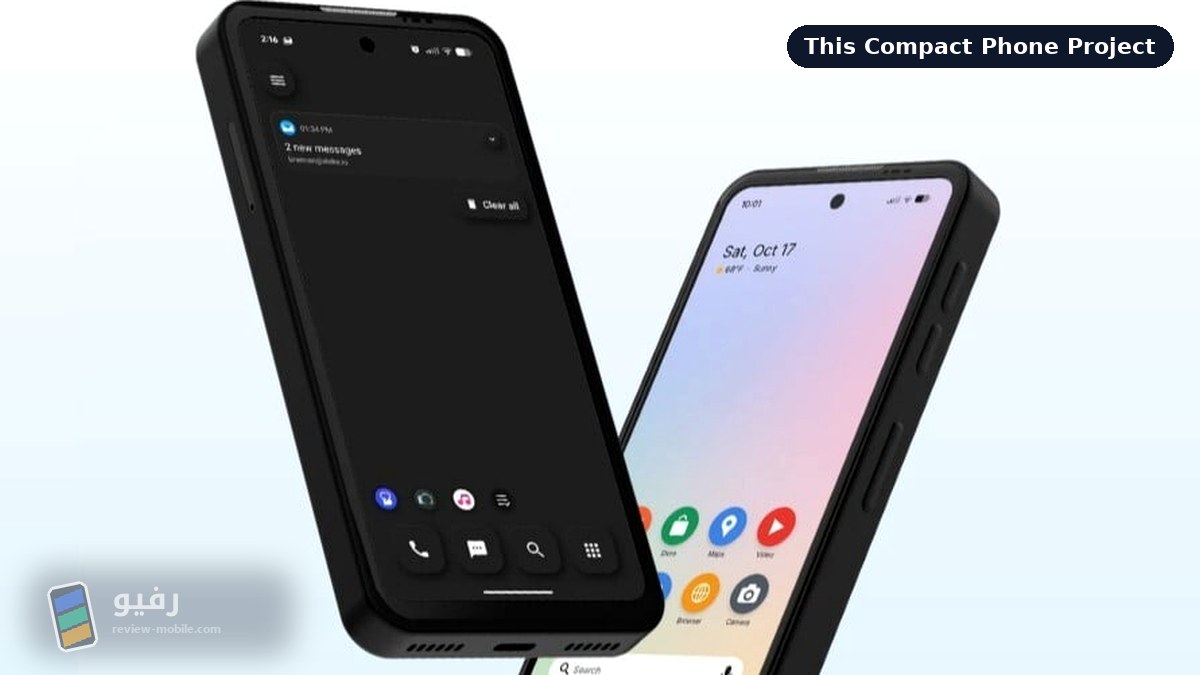 This Compact Phone Project
2:16
01:34 PM
2 new messages
Clear all
10:01
Sat, Oct 17
68°F · Sunny
Store
Maps
Video
Browser
Camera
Search
رفيو
review-mobile.com